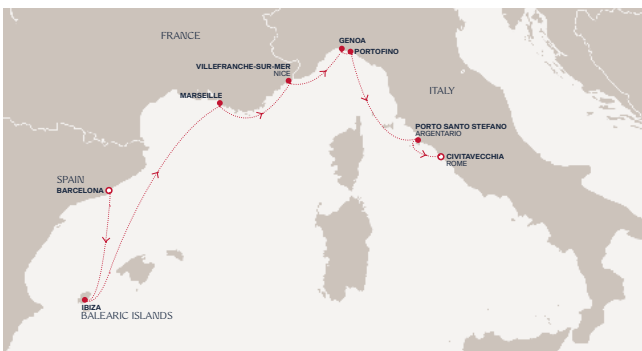 FRANCE
GENOA
PORTOFINO
VILLEFRANCHE-SUR-MER
NICE
MARSEILLE
ITALY
PORTO SANTO STEFANO
ARGENTARIO
CIVITAVECCHIA
ROME
SPAIN
BARCELONA
IBIZA
BALEARIC ISLANDS